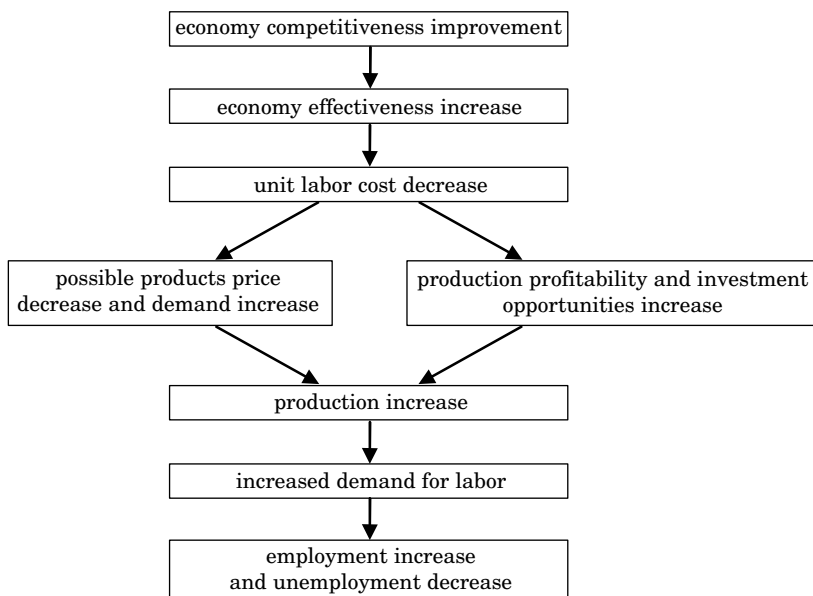 economy competitiveness improvement
economy effectiveness increase
unit labor cost decrease
possible products price
decrease and demand increase
production profitability and investment
opportunities increase
production increase
increased demand for labor
employment increase
and unemployment decrease